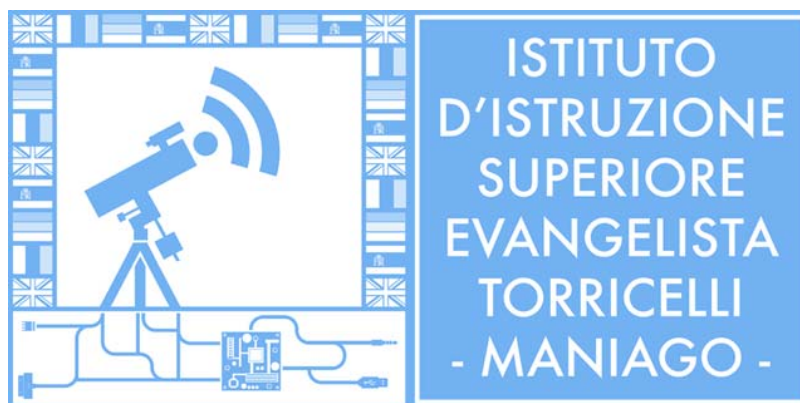 ISTITUTO
D'ISTRUZIONE
SUPERIORE
EVANGELISTA
TORRICELLI
- MANIAGO -